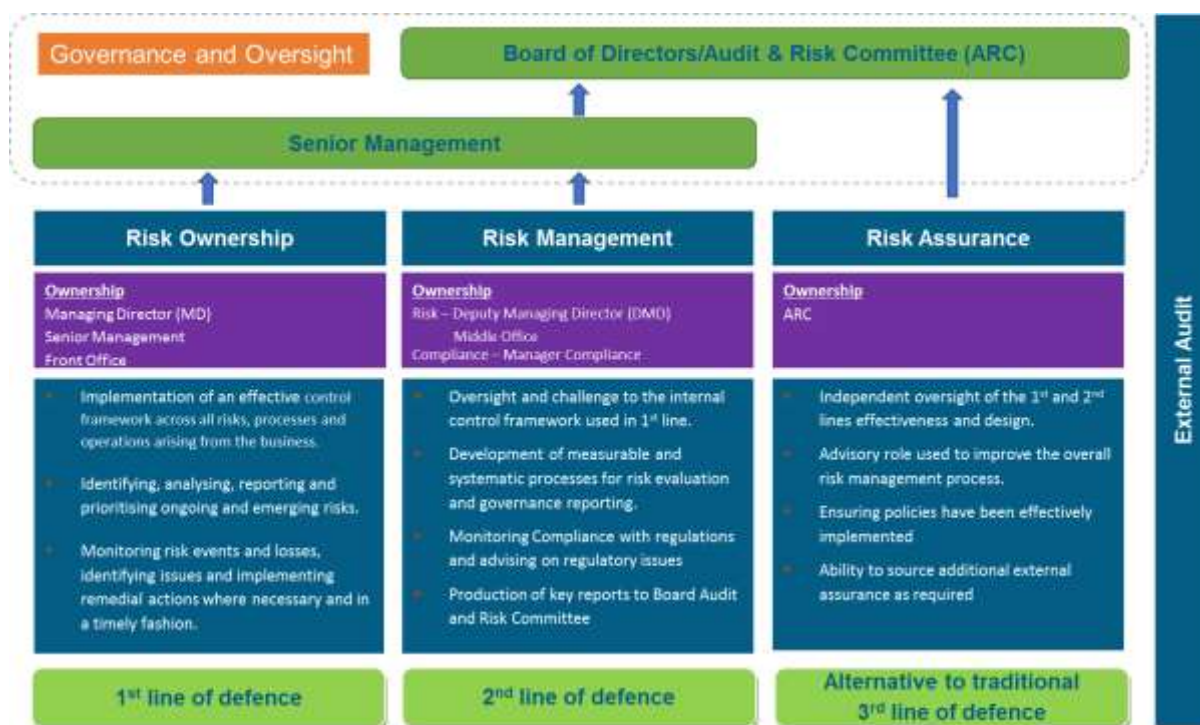 Governance and Oversight
Board of Directors/Audit & Risk Committee (ARC)
Senior Management
Risk Ownership
Ownership
Managing Director (MD)
Senior Management
Front Office
Implementation of an effective control
framework across all risks, processes and
operations arising from the business.
Identifying, analysing, reporting and
prioritising ongoing and emerging risks.
Monitoring risk events and losses,
identifying issues and implementing
remedial actions where necessary and in
a timely fashion.
1st line of defence
Risk Management
Ownership
Risk – Deputy Managing Director (DMD)
Middle Office
Compliance – Manager Compliance
Oversight and challenge to the internal
control framework used in 1st line.
Development of measurable and
systematic processes for risk evaluation
and governance reporting.
Monitoring Compliance with regulations
and advising on regulatory issues
Production of key reports to Board Audit
and Risk Committee
2nd line of defence
Risk Assurance
Ownership
ARC
Independent oversight of the 1st and 2nd
lines effectiveness and design.
Advisory role used to improve the overall
risk management process.
Ensuring policies have been effectively
implemented
Ability to source additional external
assurance as required
Alternative to traditional
3rd line of defence
External Audit